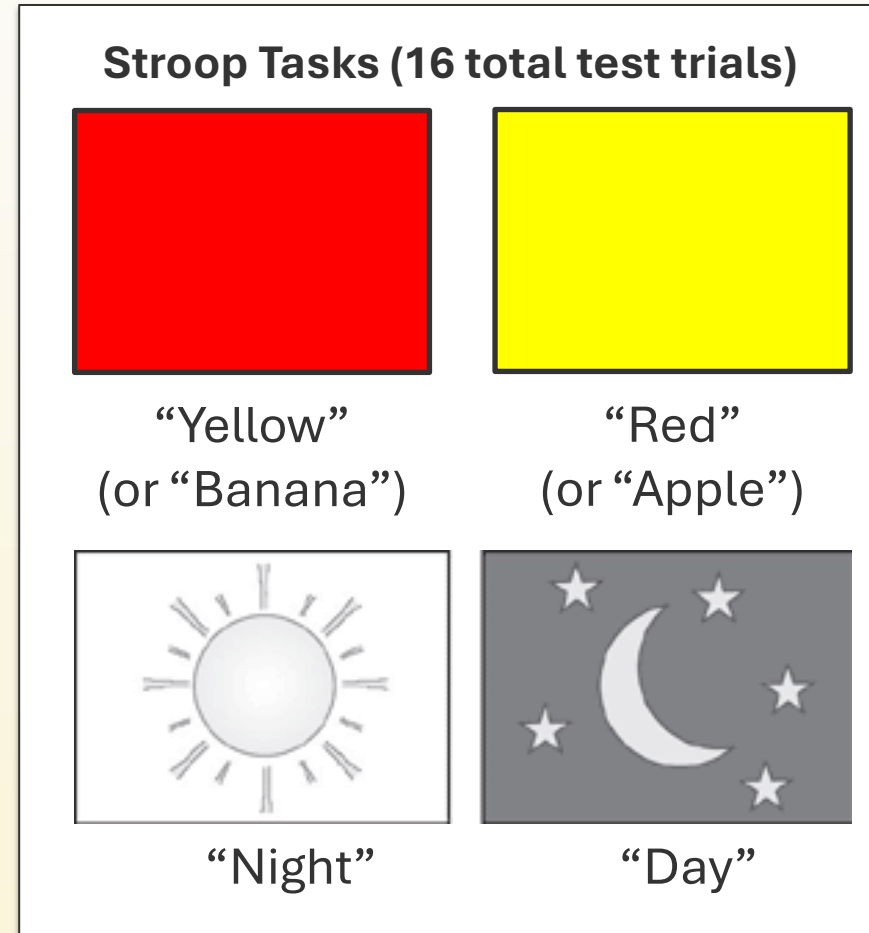 Stroop Tasks (16 total test trials)
“Yellow” “Red”
(or “Banana”) (or “Apple”)
“Night” “Day”